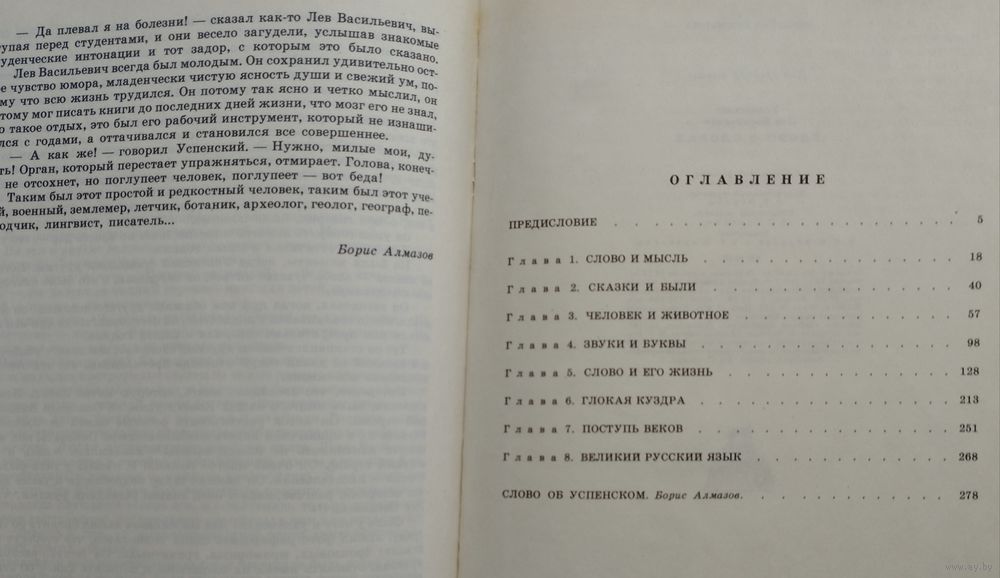 — Да плевал я на болезни! — сказал как-то Лев Васильевич, вы-
тупая перед студентами, и они весело загудели, услышав знакомые
уденческие интонации и тот задор, с которым это было сказано.
Лев Васильевич всегда был молодым. Он сохранил удивительно ост-
е чувство юмора, младенчески чистую ясность души и свежий ум, по-
му что всю жизнь трудился. Он потому так ясно и четко мыслил, он
тому мог писать книги до последних дней жизни, что мозг его не знал,
о такое отдых, это был его рабочий инструмент, который не изнаши-
лся с годами, а оттачивался и становился все совершеннее.
— А как же! — говорил Успенский. — Нужно, милые мои, ду-
ть! Орган, который перестает упражняться, отмирает. Голова, конеч-
не отсохнет, но поглупеет человек, поглупеет — вот беда!
Таким был этот простой и редкостный человек, таким был этот уче-
й, военный, землемер, летчик, ботаник, археолог, геолог, географ, пе-
одчик, лингвист, писатель...
Борис Алмазов
ОГЛАВЛЕНИЕ
ПРЕДИСЛОВИЕ . . . . . . . . . . . . . . . . . 5
Глава 1. СЛОВО И МЫСЛЬ . . . . . . . . . . . . 18
Глава 2. СКАЗКИ И БЫЛИ . . . . . . . . . . . . 40
Глава 3. ЧЕЛОВЕК И ЖИВОТНОЕ . . . . . . . . . . 57
Глава 4. ЗВУКИ И БУКВЫ . . . . . . . . . . . . 98
Глава 5. СЛОВО И ЕГО ЖИЗНЬ . . . . . . . . . . 128
Глава 6. ГЛОКАЯ КУЗДРА . . . . . . . . . . . . 213
Глава 7. ПОСТУПЬ ВЕКОВ . . . . . . . . . . . . 251
Глава 8. ВЕЛИКИЙ РУССКИЙ ЯЗЫК . . . . . . . . . 268
СЛОВО ОБ УСПЕНСКОМ. Борис Алмазов. . . . . . . . . 278
www.ay.by